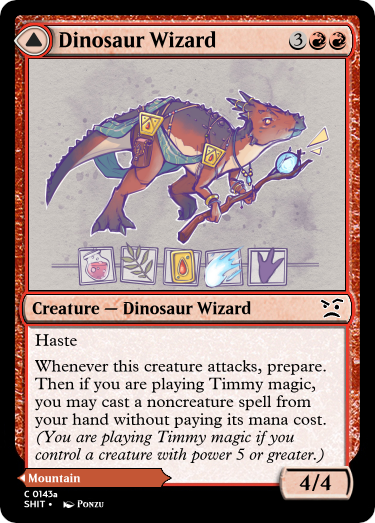 Dinosaur Wizard 3
Creature — Dinosaur Wizard
Haste
Whenever this creature attacks, prepare.
Then if you are playing Timmy magic,
you may cast a noncreature spell from
your hand without paying its mana cost.
(You are playing Timmy magic if you
control a creature with power 5 or greater.)
Mountain
4/4
C 0143a
SHIT • Ponzu